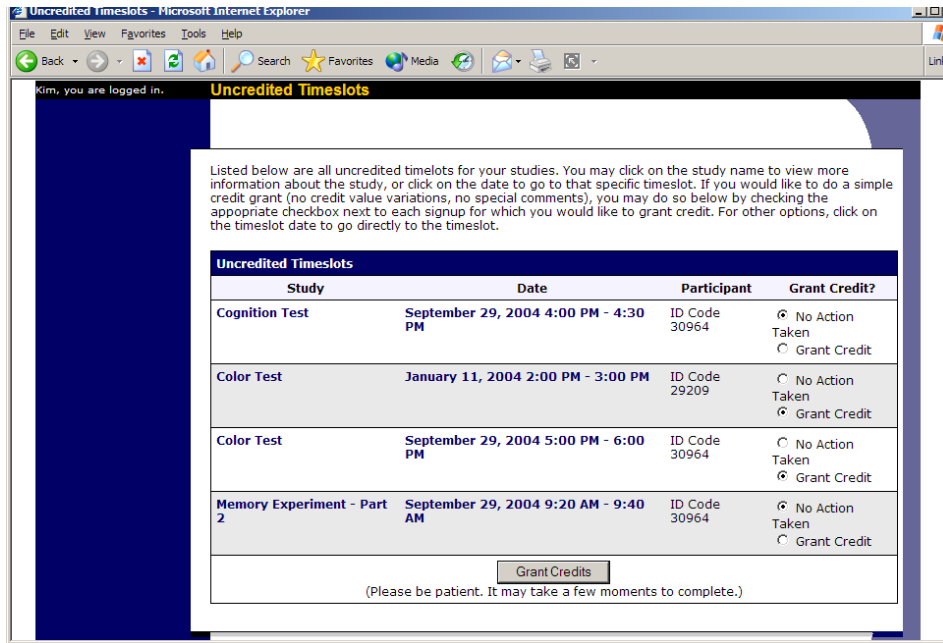 Uncredited Timeslots - Microsoft Internet Explorer
File Edit View Favorites Tools Help
Back Search Favorites Media
Kim, you are logged in. Uncredited Timeslots
Listed below are all uncredited timelots for your studies. You may click on the study name to view more
information about the study, or click on the date to go to that specific timeslot. If you would like to do a simple
credit grant (no credit value variations, no special comments), you may do so below by checking the
appopriate checkbox next to each signup for which you would like to grant credit. For other options, click on
the timeslot date to go directly to the timeslot.
Uncredited Timeslots
Study Date Participant Grant Credit?
Cognition Test September 29, 2004 4:00 PM - 4:30 PM ID Code 30964 No Action Taken
Grant Credit
Color Test January 11, 2004 2:00 PM - 3:00 PM ID Code 29209 No Action Taken
Grant Credit
Color Test September 29, 2004 5:00 PM - 6:00 PM ID Code 30964 No Action Taken
Grant Credit
Memory Experiment - Part 2 September 29, 2004 9:20 AM - 9:40 AM ID Code 30964 No Action Taken
Grant Credit
Grant Credits
(Please be patient. It may take a few moments to complete.)